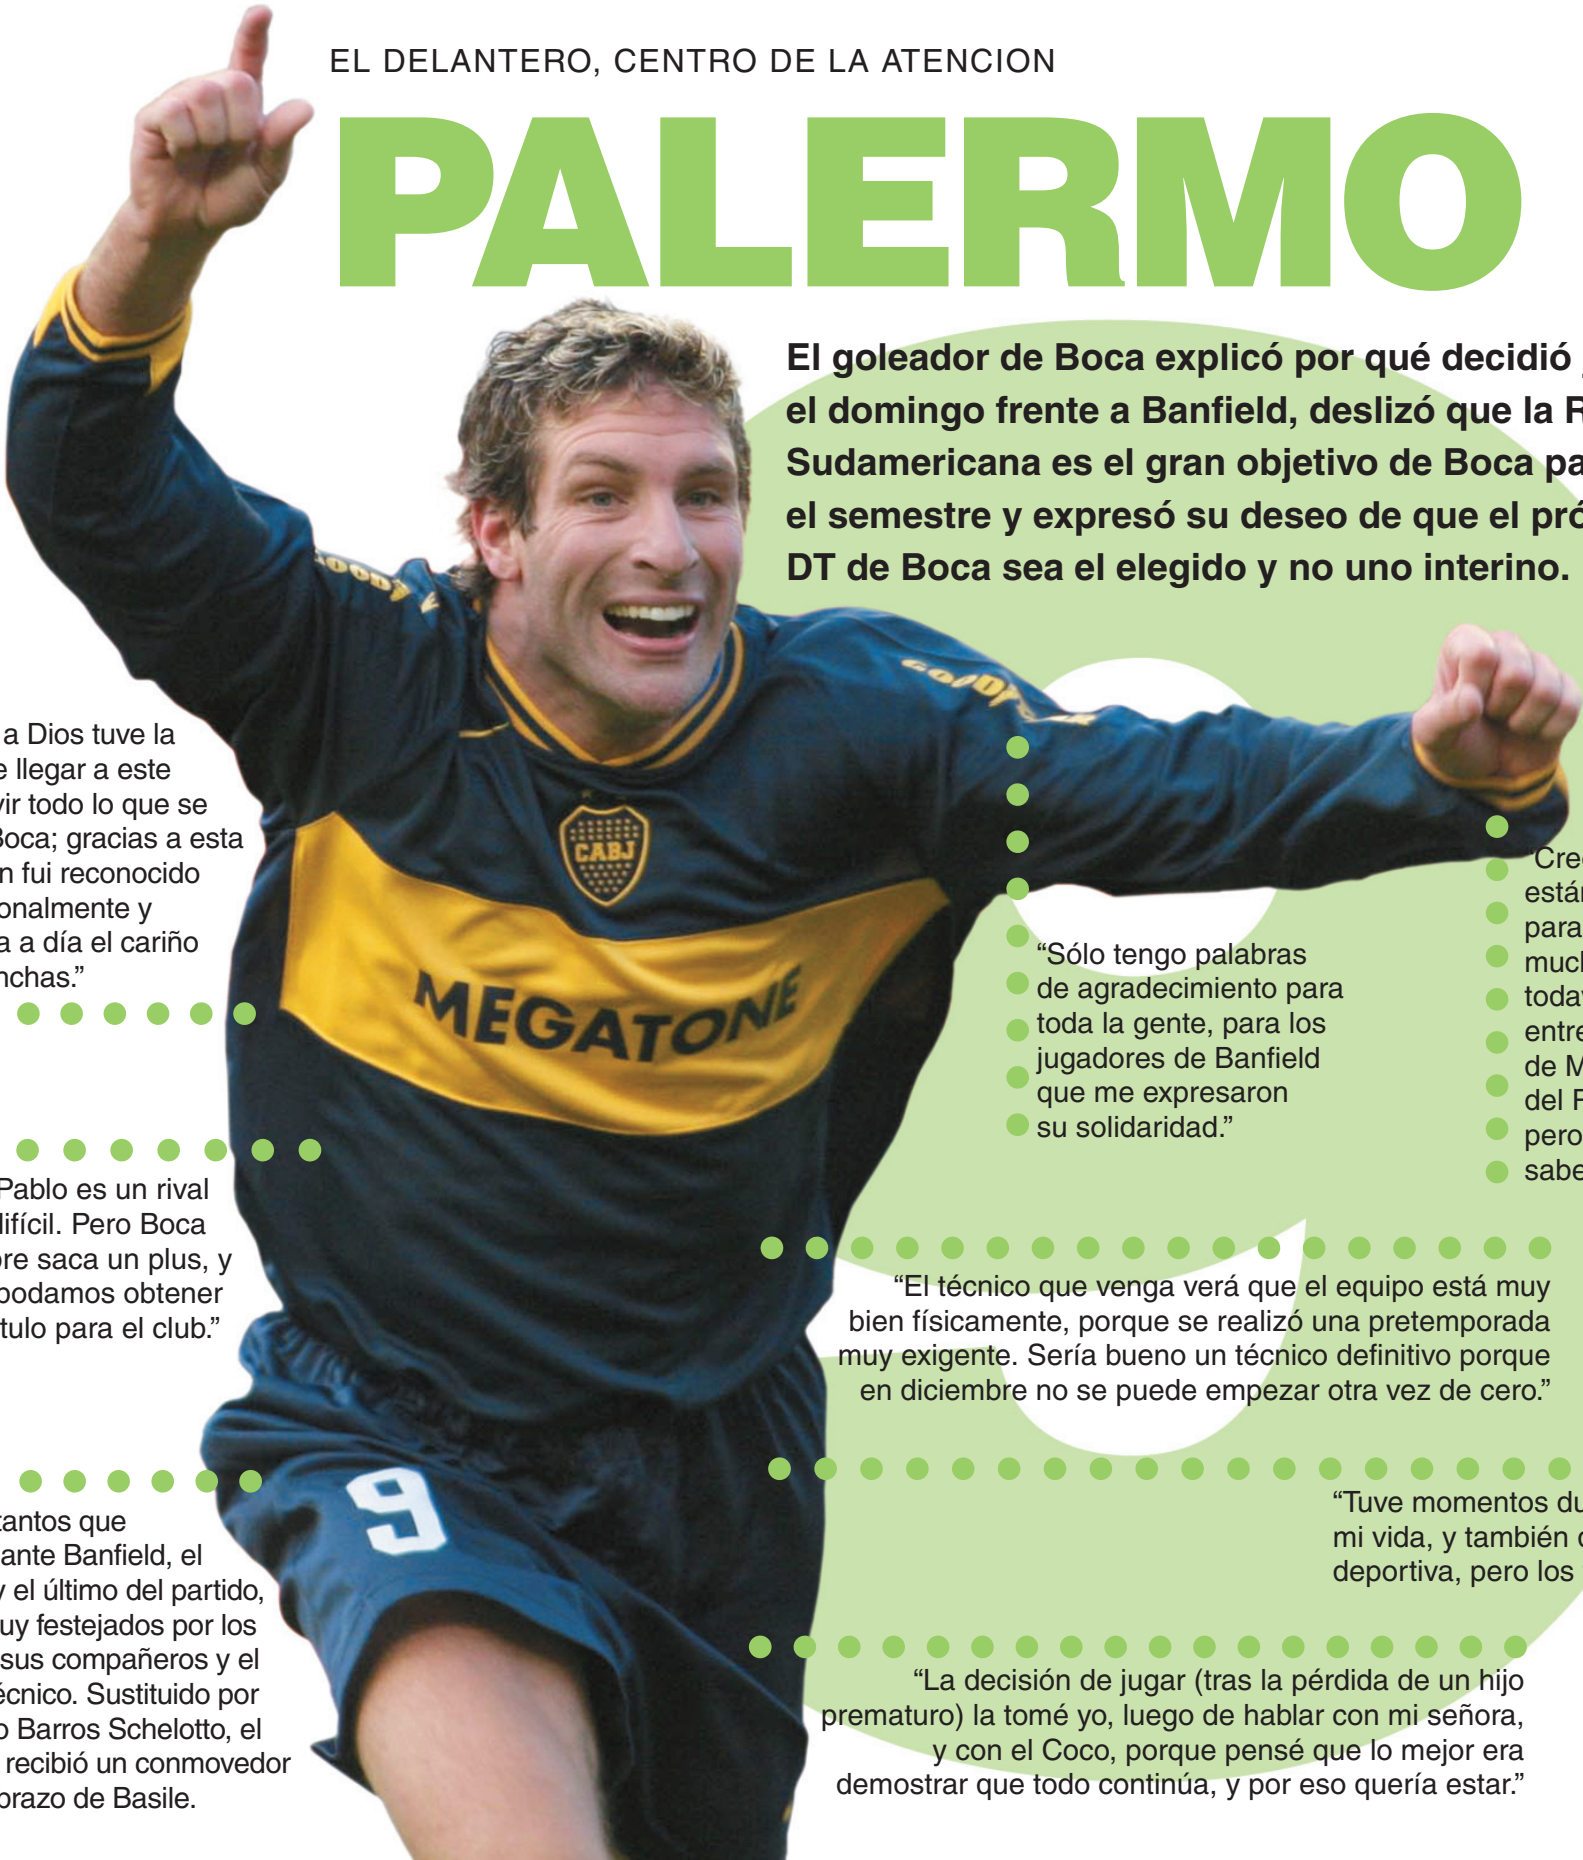 EL DELANTERO, CENTRO DE LA ATENCION
PALERMO
El goleador de Boca explicó por qué decidió
el domingo frente a Banfield, deslizó que la
Sudamericana es el gran objetivo de Boca
el semestre y expresó su deseo de que el
DT de Boca sea el elegido y no uno interino.
a Dios tuve la
llegar a este
todo lo que se
Boca; gracias a esta
fui reconocido
y
a día el cariño
CABJ
MEGATONE
9
“Sólo tengo palabras
de agradecimiento para
toda la gente, para los
jugadores de Banfield
que me expresaron
su solidaridad.”
para
entre
de
del
pero
Pablo es un rival
difícil. Pero Boca
saca un plus, y
podamos obtener
para el club.”
“El técnico que venga verá que el equipo está muy
bien físicamente, porque se realizó una pretemporada
muy exigente. Sería bueno un técnico definitivo porque
en diciembre no se puede empezar otra vez de cero.”
“Tuve momentos
mi vida, y también
deportiva, pero los
tantos que
ante Banfield, el
y el último del partido,
festejados por los
sus compañeros y el
técnico. Sustituido por
Barros Schelotto, el
recibió un conmovedor
de Basile.
“La decisión de jugar (tras la pérdida de un hijo
prematuro) la tomé yo, luego de hablar con mi señora,
y con el Coco, porque pensé que lo mejor era
demostrar que todo continúa, y por eso quería estar.”